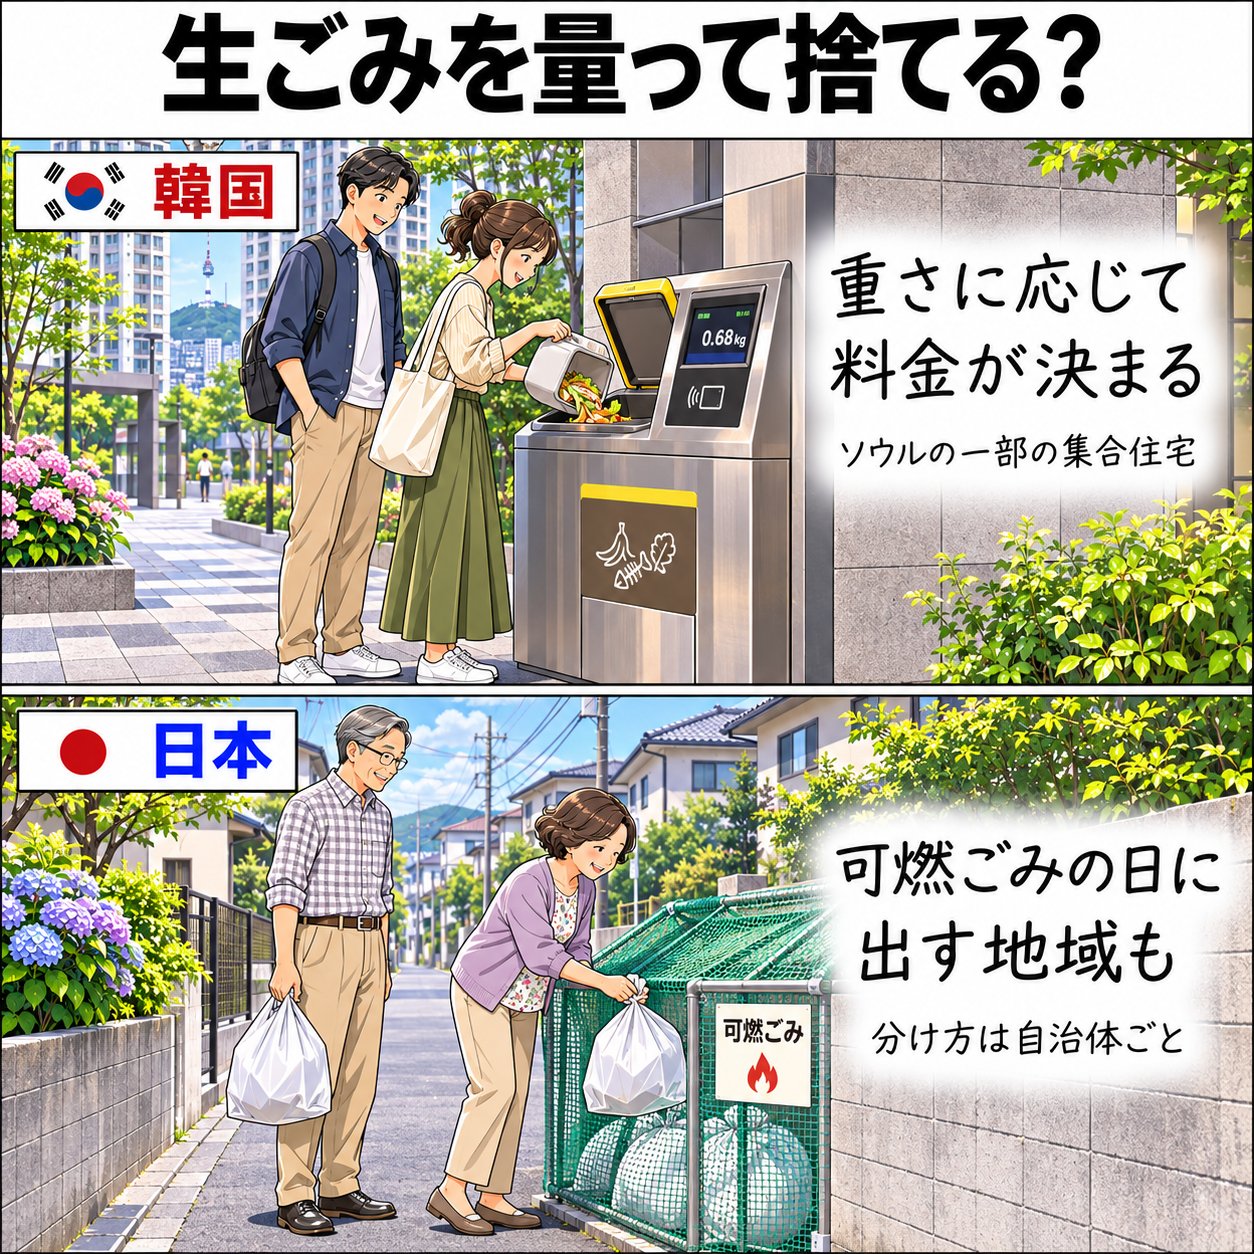 生ごみを量って捨てる?
韓国
重さに応じて
料金が決まる
ソウルの一部の集合住宅
0.68kg
日本
可燃ごみの日に
出す地域も
分け方は自治体ごと
可燃ごみ